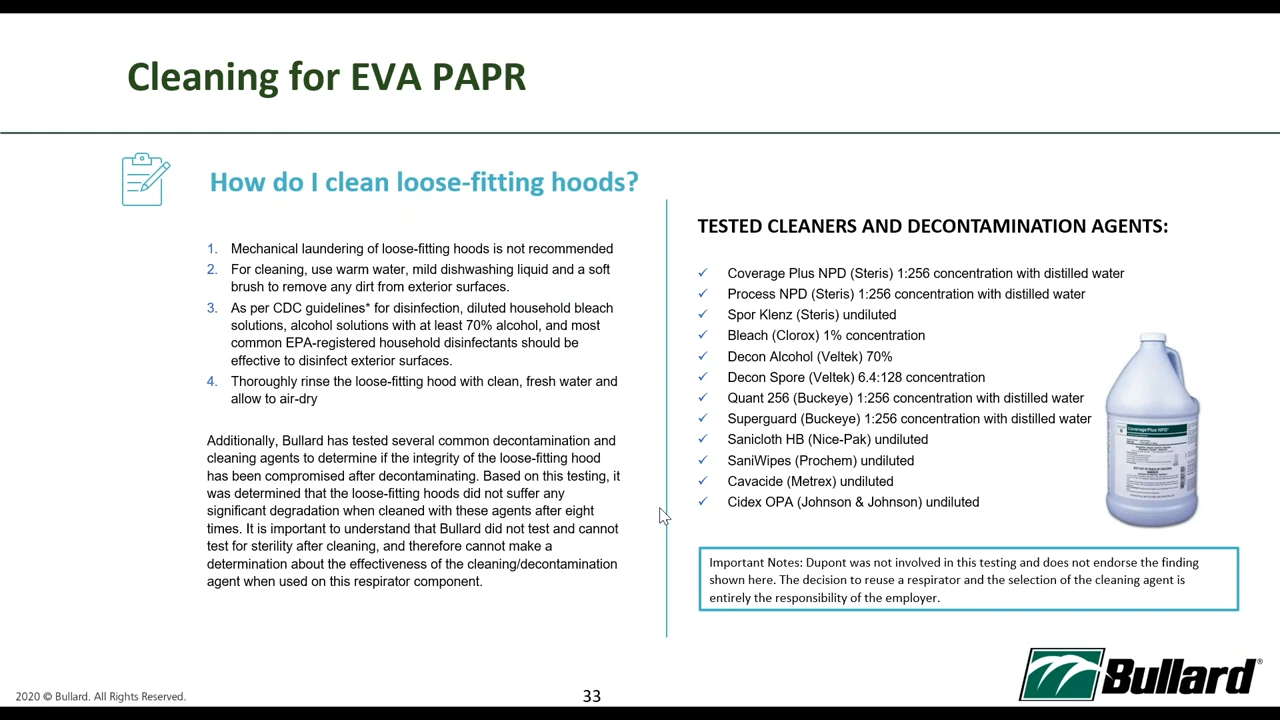 Cleaning for EVA PAPR
How do I clean loose-fitting hoods?
1. Mechanical laundering of loose-fitting hoods is not recommended
2. For cleaning, use warm water, mild dishwashing liquid and a soft
brush to remove any dirt from exterior surfaces.
3. As per CDC guidelines* for disinfection, diluted household bleach
solutions, alcohol solutions with at least 70% alcohol, and most
common EPA-registered household disinfectants should be
effective to disinfect exterior surfaces.
4. Thoroughly rinse the loose-fitting hood with clean, fresh water and
allow to air-dry
Additionally, Bullard has tested several common decontamination and
cleaning agents to determine if the integrity of the loose-fitting hood
has been compromised after decontaminating. Based on this testing, it
was determined that the loose-fitting hoods did not suffer any
significant degradation when cleaned with these agents after eight
times. It is important to understand that Bullard did not test and cannot
test for sterility after cleaning, and therefore cannot make a
determination about the effectiveness of the cleaning/decontamination
agent when used on this respirator component.
TESTED CLEANERS AND DECONTAMINATION AGENTS:
✓ Coverage Plus NPD (Steris) 1:256 concentration with distilled water
✓ Process NPD (Steris) 1:256 concentration with distilled water
✓ Spor Klenz (Steris) undiluted
✓ Bleach (Clorox) 1% concentration
✓ Decon Alcohol (Veltek) 70%
✓ Decon Spore (Veltek) 6.4:128 concentration
✓ Quant 256 (Buckeye) 1:256 concentration with distilled water
✓ Superguard (Buckeye) 1:256 concentration with distilled water
✓ Sanicloth HB (Nice-Pak) undiluted
✓ SaniWipes (Prochem) undiluted
✓ Cavacide (Metrex) undiluted
✓ Cidex OPA (Johnson & Johnson) undiluted
Coverage Plus NPD
Important Notes: Dupont was not involved in this testing and does not endorse the finding
shown here. The decision to reuse a respirator and the selection of the cleaning agent is
entirely the responsibility of the employer.
Bullard®
2020 © Bullard. All Rights Reserved.
33